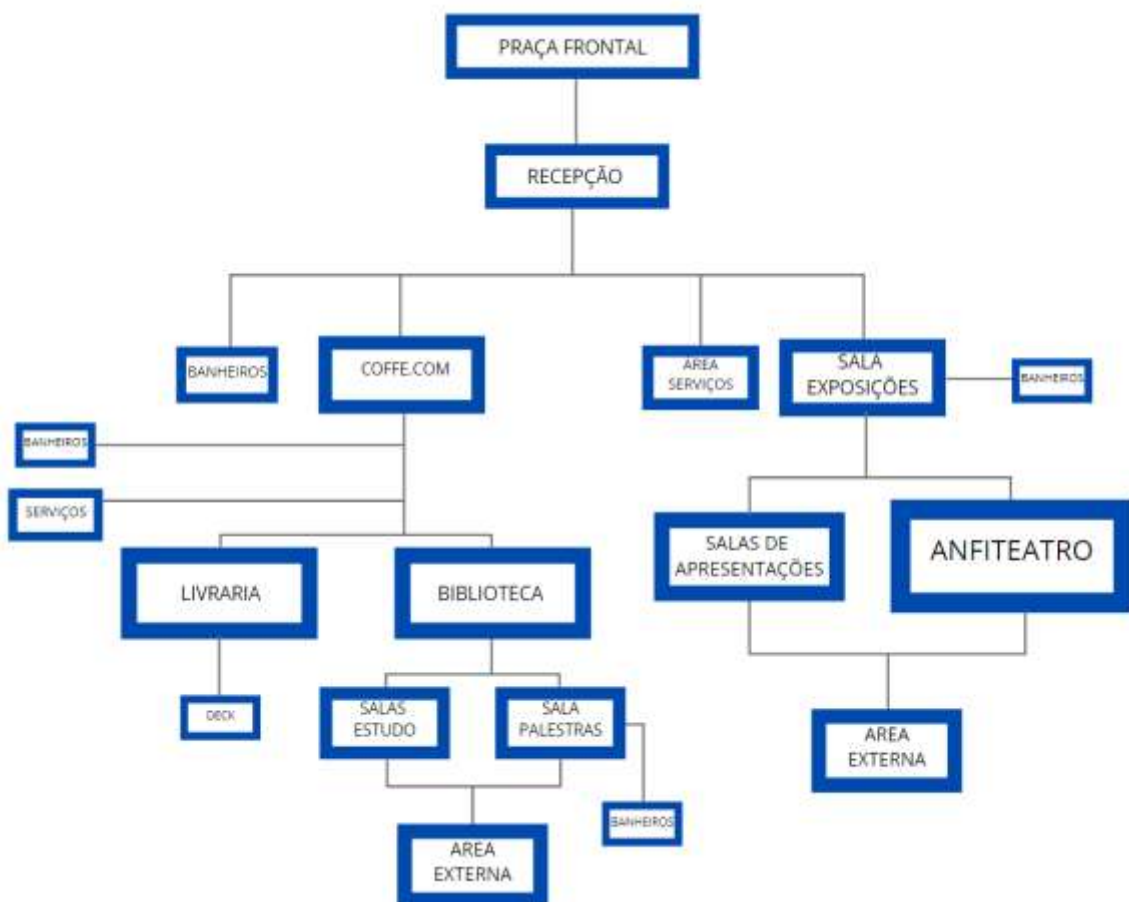 PRAÇA FRONTAL
RECEPÇÃO
BANHEIROS
COFFE.COM
ÁREA
SERVIÇOS
SALA
EXPOSIÇÕES
BANHEIROS
BANHEIROS
SERVIÇOS
LIVRARIA
BIBLIOTECA
SALAS DE
APRESENTAÇÕES
ANFITEATRO
DECK
SALAS
ESTUDO
SALA
PALESTRAS
BANHEIROS
AREA
EXTERNA
AREA
EXTERNA